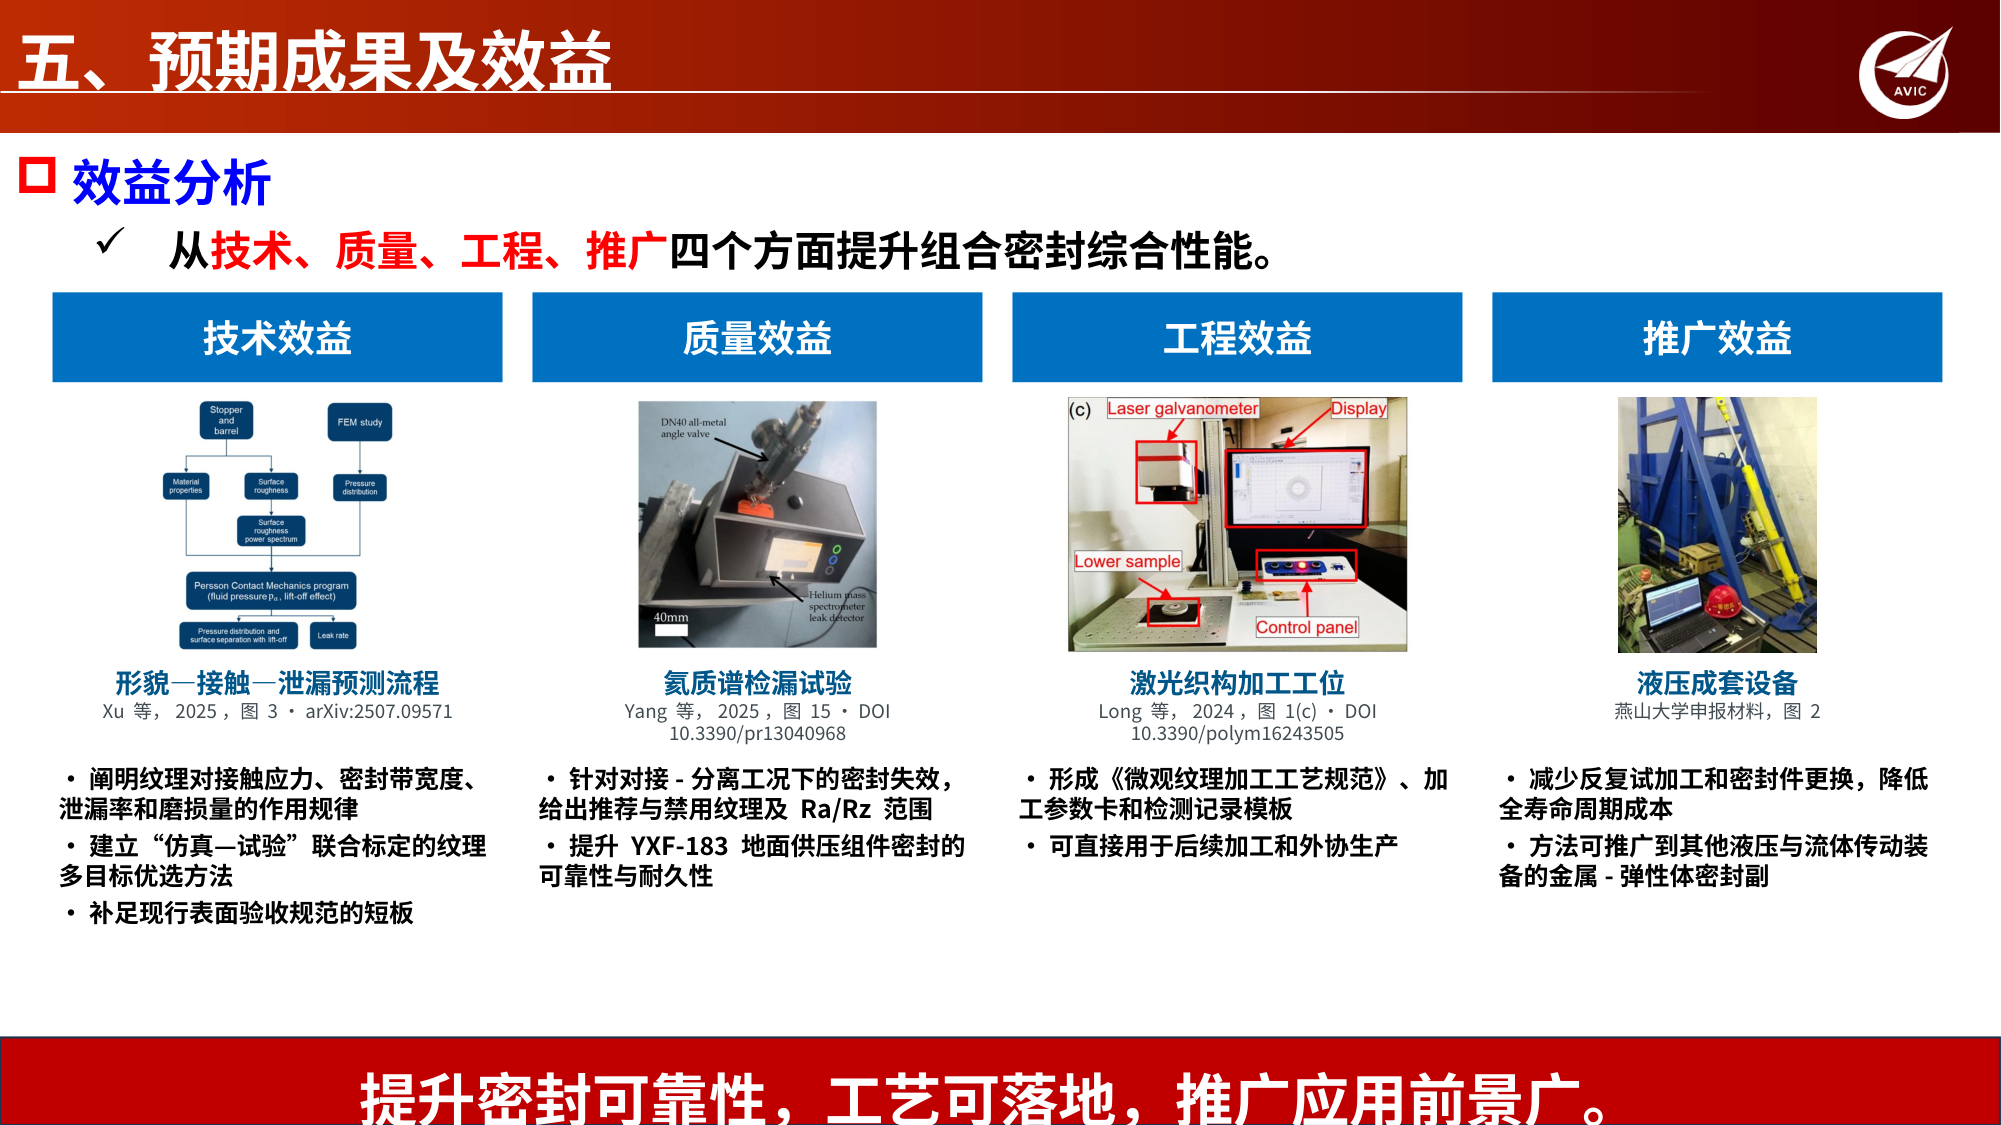 五、预期成果及效益
AVIC
效益分析
✓ 从技术、质量、工程、推广四个方面提升组合密封综合性能。
技术效益
Stopper
and
barrel
FEM study
Material
properties
Surface
roughness
Pressure
distribution
Surface
roughness
power spectrum
Persson Contact Mechanics program
(fluid pressure pₐ, lift-off effect)
Pressure distribution and
surface separation with lift-off
Leak rate
形貌—接触—泄漏预测流程
Xu 等，2025，图 3 · arXiv:2507.09571
• 阐明纹理对接触应力、密封带宽度、
泄漏率和磨损量的作用规律
• 建立“仿真—试验”联合标定的纹理
多目标优选方法
• 补足现行表面验收规范的短板
质量效益
DN40 all-metal
angle valve
Helium mass
spectrometer
leak detector
40mm
氦质谱检漏试验
Yang 等，2025，图 15 · DOI
10.3390/pr13040968
• 针对对接-分离工况下的密封失效，
给出推荐与禁用纹理及 Ra/Rz 范围
• 提升 YXF-183 地面供压组件密封的
可靠性与耐久性
工程效益
(c)
Laser galvanometer
Display
Lower sample
Control panel
激光织构加工工位
Long 等，2024，图 1(c) · DOI
10.3390/polym16243505
• 形成《微观纹理加工工艺规范》、加
工参数卡和检测记录模板
• 可直接用于后续加工和外协生产
推广效益
液压成套设备
燕山大学申报材料，图 2
• 减少反复试加工和密封件更换，降低
全寿命周期成本
• 方法可推广到其他液压与流体传动装
备的金属-弹性体密封副
提升密封可靠性，工艺可落地，推广应用前景广。